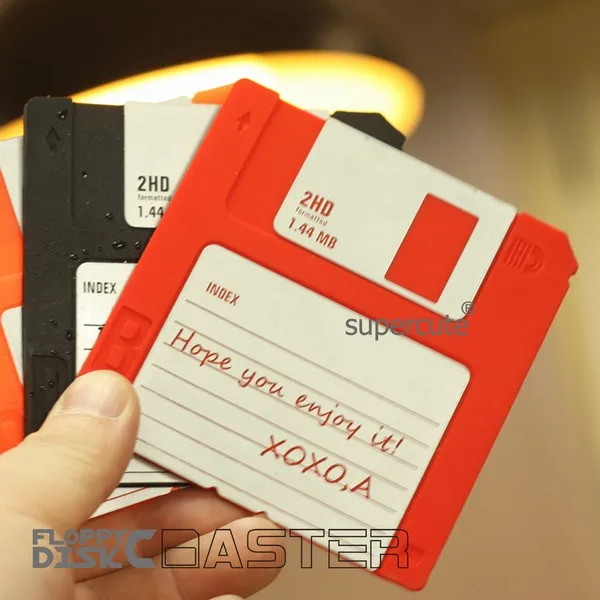 2HD
formatted
1.44
INDEX
2HD
formatted
1.44 MB
INDEX
supercute®
Hope you enjoy it!
XOXO,A
FLOPPY
DISK COASTER